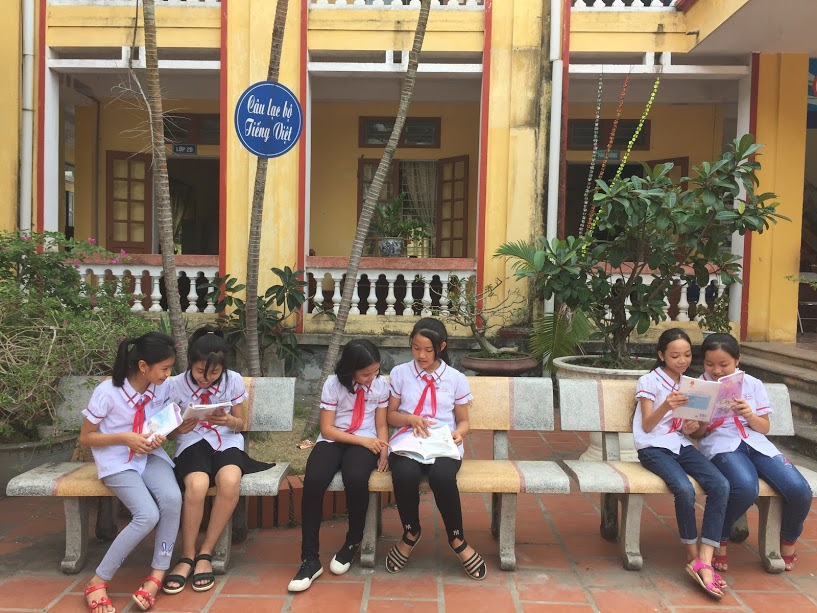 Câu lạc bộ
Tiếng Việt
LỚP 2B